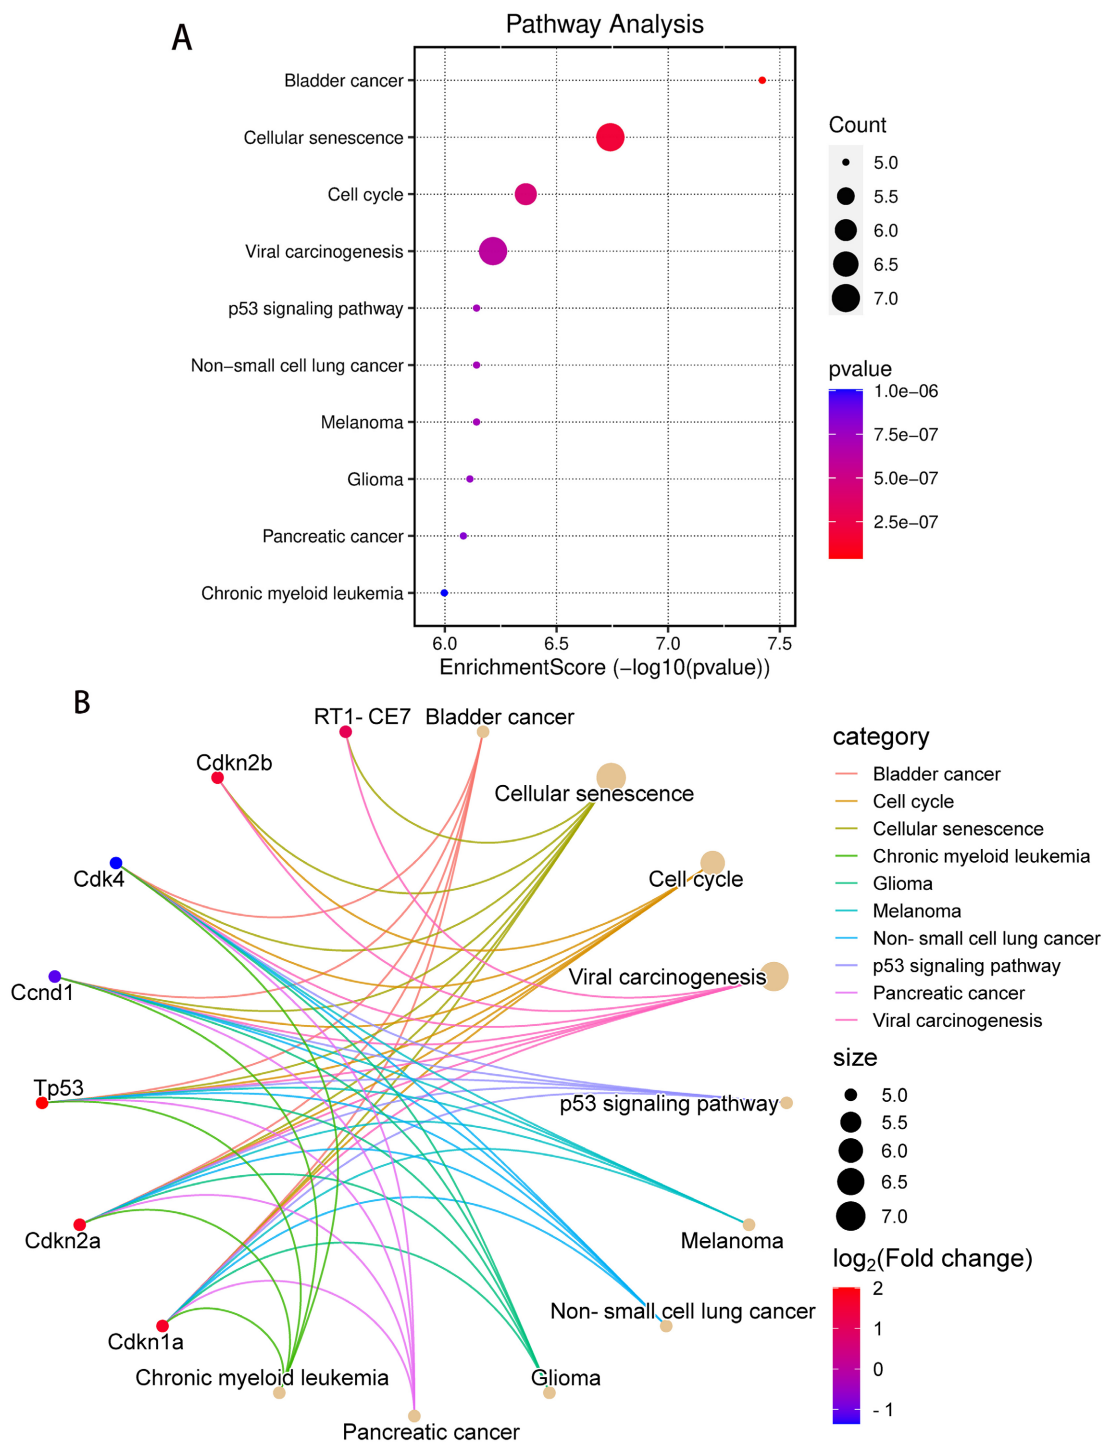 A
Pathway Analysis
Bladder cancer
Cellular senescence
Cell cycle
Viral carcinogenesis
p53 signaling pathway
Non−small cell lung cancer
Melanoma
Glioma
Pancreatic cancer
Chronic myeloid leukemia
6.0 6.5 7.0 7.5
EnrichmentScore (−log10(pvalue))
Count
5.0
5.5
6.0
6.5
7.0
pvalue
1.0e−06
7.5e−07
5.0e−07
2.5e−07
B
RT1- CE7
Bladder cancer
Cdkn2b
Cellular senescence
Cdk4
Cell cycle
Ccnd1
Viral carcinogenesis
Tp53
p53 signaling pathway
Cdkn2a
Melanoma
Cdkn1a
Non- small cell lung cancer
Chronic myeloid leukemia
Glioma
Pancreatic cancer
category
Bladder cancer
Cell cycle
Cellular senescence
Chronic myeloid leukemia
Glioma
Melanoma
Non- small cell lung cancer
p53 signaling pathway
Pancreatic cancer
Viral carcinogenesis
size
5.0
5.5
6.0
6.5
7.0
log₂(Fold change)
2
1
0
- 1